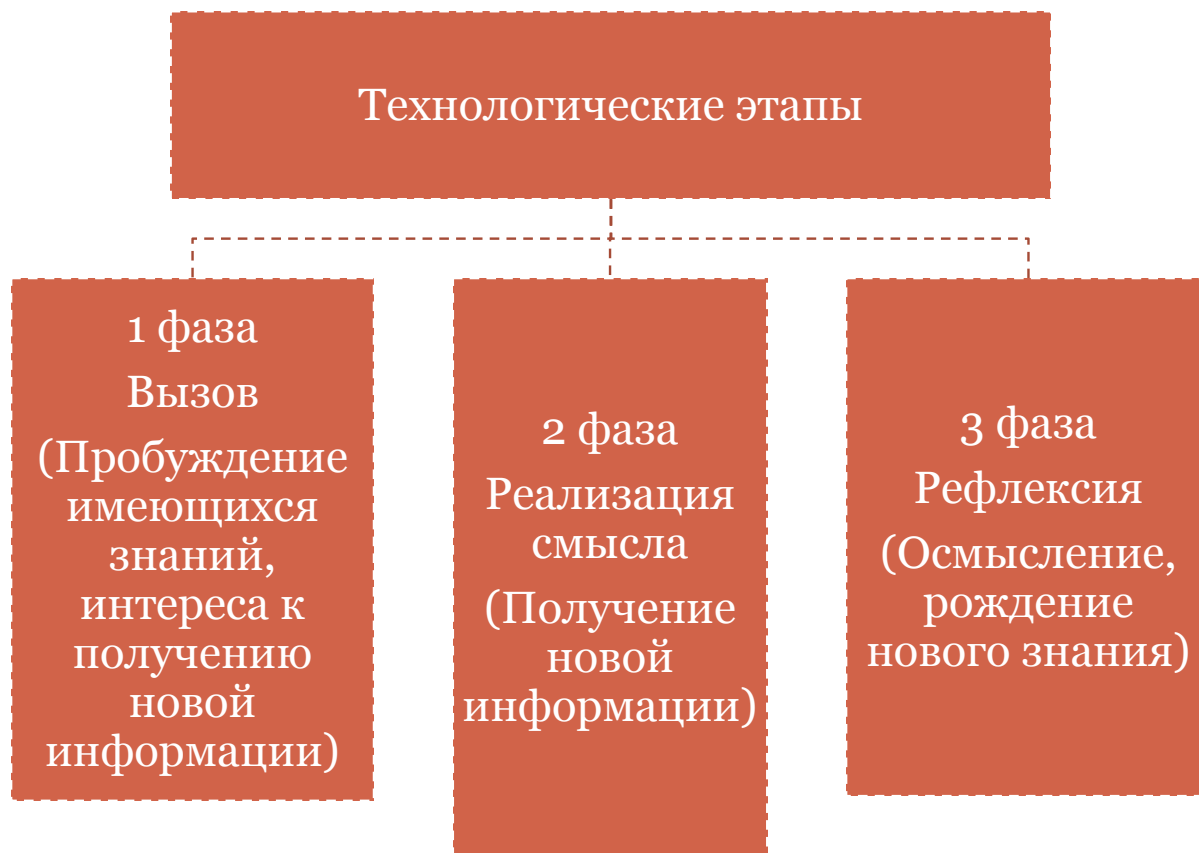 Технологические этапы
1 фаза
Вызов
(Пробуждение
имеющихся
знаний,
интереса к
получению
новой
информации)
2 фаза
Реализация
смысла
(Получение
новой
информации)
3 фаза
Рефлексия
(Осмысление,
рождение
нового знания)